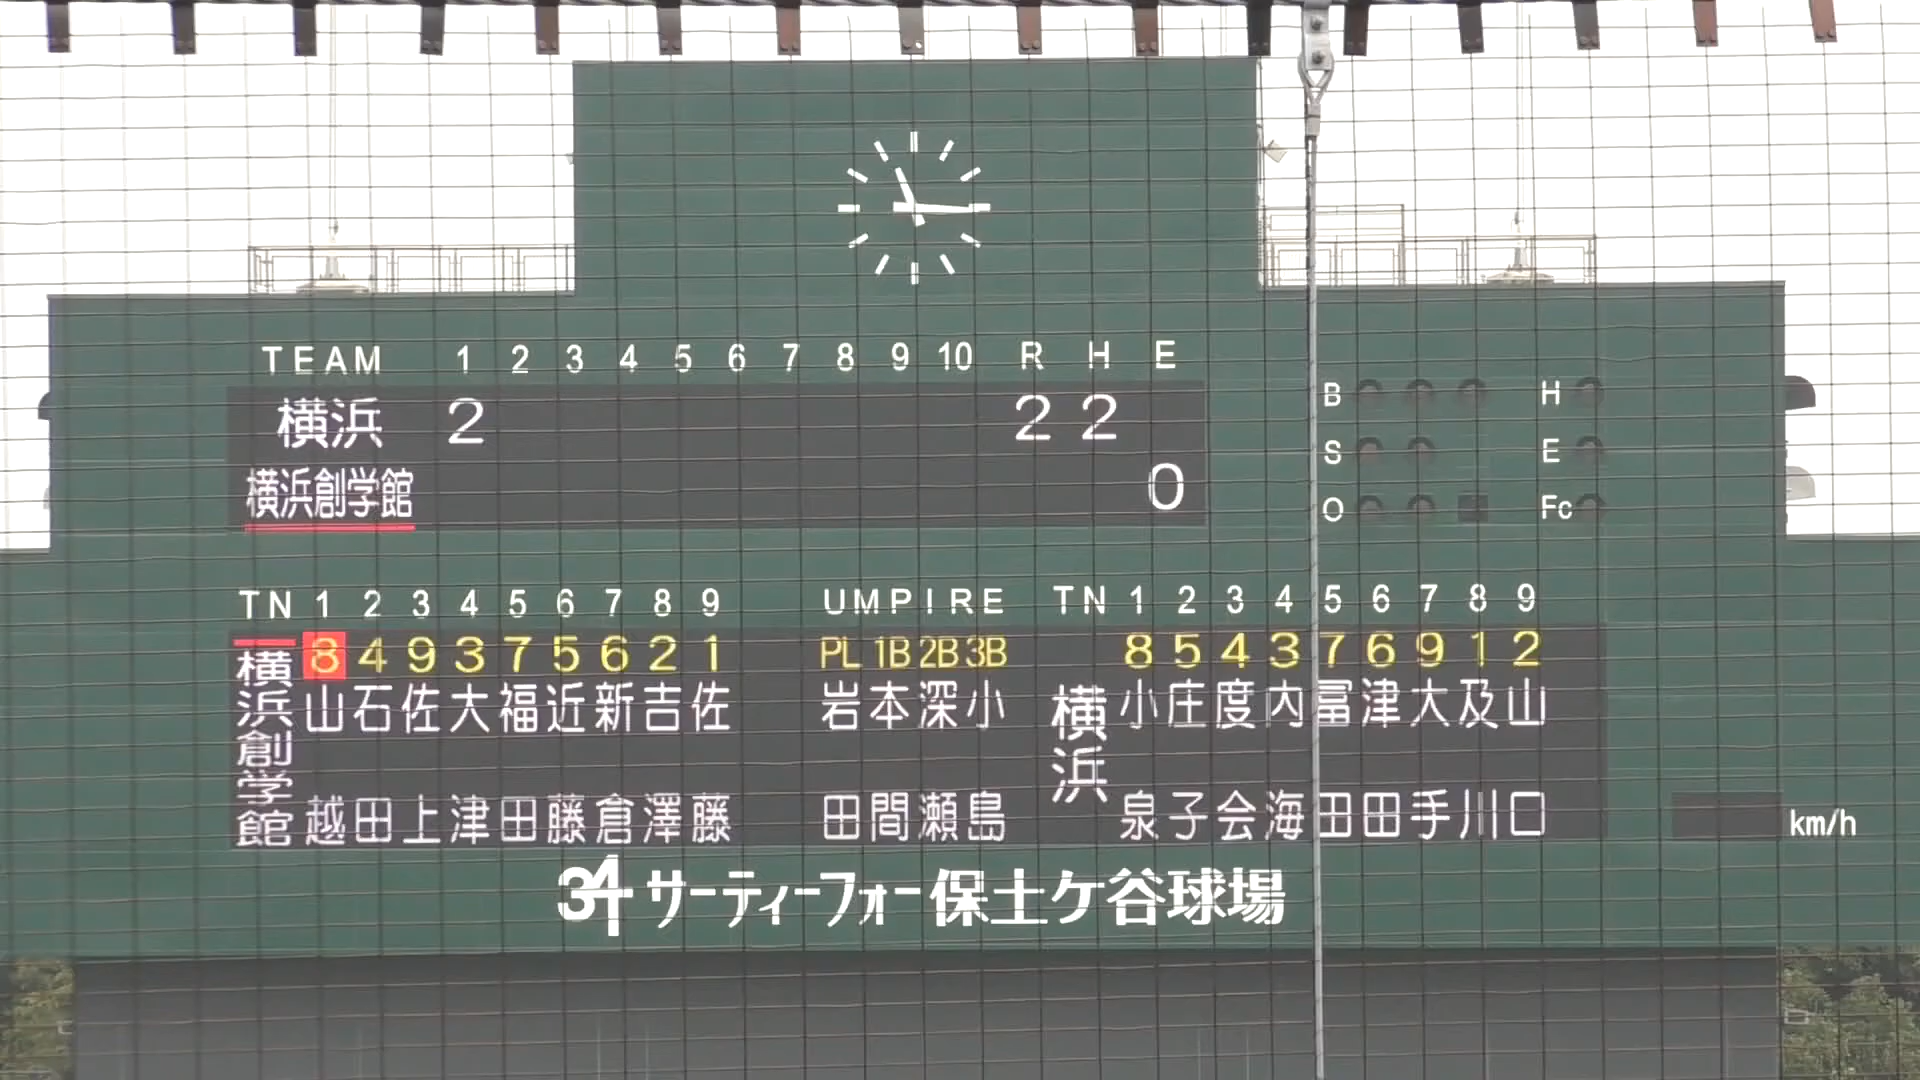 TEAM 1 2 3 4 5 6 7 8 9 10 R H E
横浜 2 2 2
横浜創学館 0
B H
S E
O Fc
TN 1 2 3 4 5 6 7 8 9
8 4 9 3 7 5 6 2 1
横浜創学館
山越
石田
佐上
大津
福田
近藤
新倉
吉澤
佐藤
UMPIRE
PL 1B 2B 3B
岩田
本間
深瀬
小島
TN 1 2 3 4 5 6 7 8 9
8 5 4 3 7 6 9 1 2
横浜
小泉
庄子
度会
内海
冨田
津田
大手
及川
山口
km/h
34 サーティーフォー保土ケ谷球場